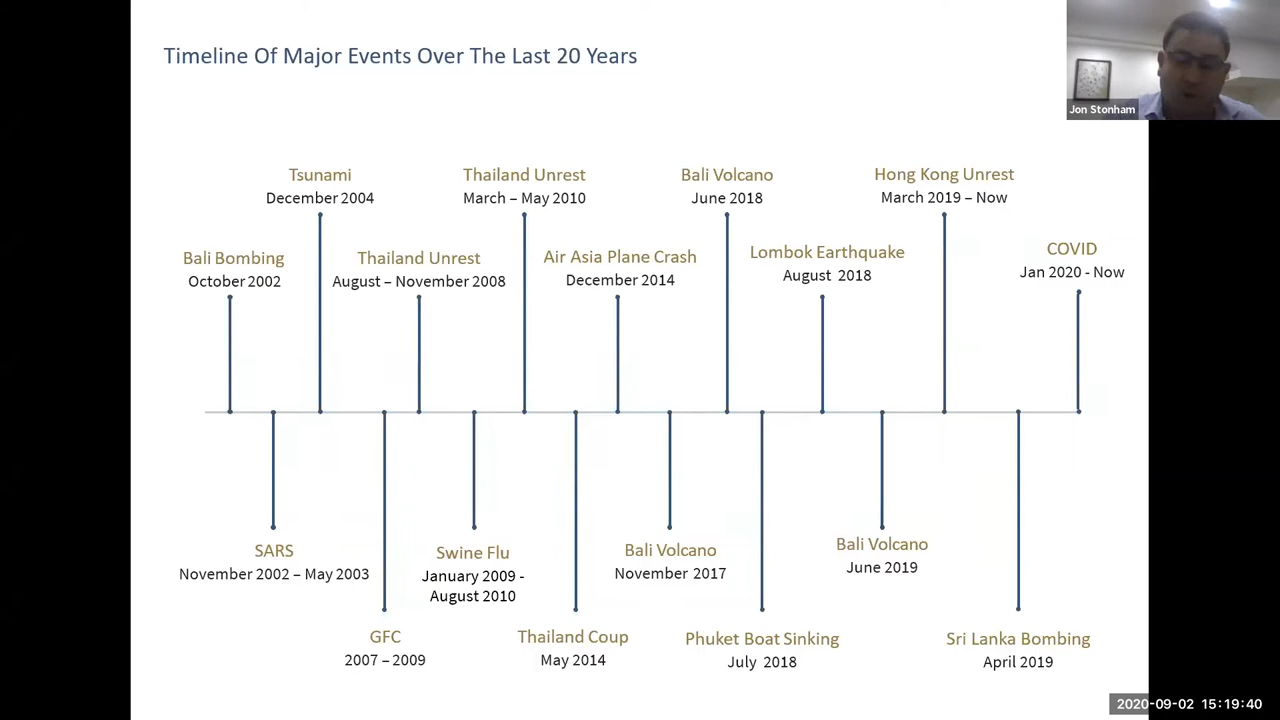 Timeline Of Major Events Over The Last 20 Years
Jon Stonham
Tsunami
December 2004
Thailand Unrest
March – May 2010
Bali Volcano
June 2018
Hong Kong Unrest
March 2019 – Now
Bali Bombing
October 2002
Thailand Unrest
August – November 2008
Air Asia Plane Crash
December 2014
Lombok Earthquake
August 2018
COVID
Jan 2020 - Now
SARS
November 2002 – May 2003
Swine Flu
January 2009 -
August 2010
Bali Volcano
November 2017
Bali Volcano
June 2019
GFC
2007 – 2009
Thailand Coup
May 2014
Phuket Boat Sinking
July 2018
Sri Lanka Bombing
April 2019
2020-09-02 15:19:40